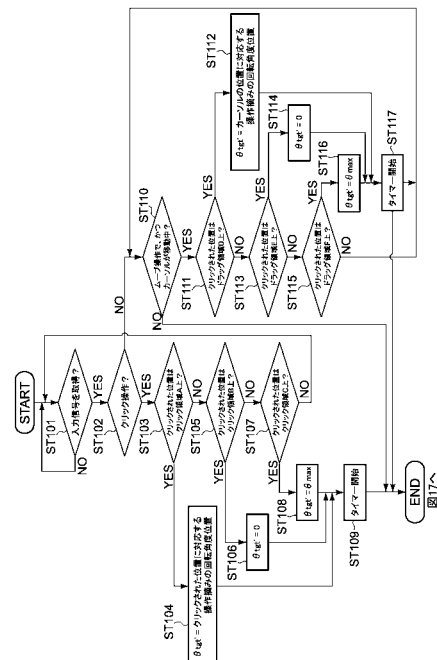 START
ST101
入力信号を取得？
NO
YES
ST102
クリック操作？
NO
YES
ST103
クリックされた位置は
クリック領域A上？
YES
NO
ST104
θtgt'=クリックされた位置に対応する
操作摘みの回転角度位置
ST105
クリックされた位置は
クリック領域B上？
YES
NO
ST106
θtgt'=0
ST107
クリックされた位置は
クリック領域C上？
YES
NO
ST108
θtgt'=θmax
ST109
タイマー開始
ST110
ムーブ操作で、かつ
カーソルが移動中？
NO
YES
ST111
クリックされた位置は
ドラッグ領域D上？
YES
NO
ST112
θtgt'=カーソルの位置に対応する
操作摘みの回転角度位置
ST113
クリックされた位置は
ドラッグ領域E上？
YES
NO
ST114
θtgt'=0
ST115
クリックされた位置は
ドラッグ領域F上？
YES
NO
ST116
θtgt'=θmax
ST117
タイマー開始
END
図17へ